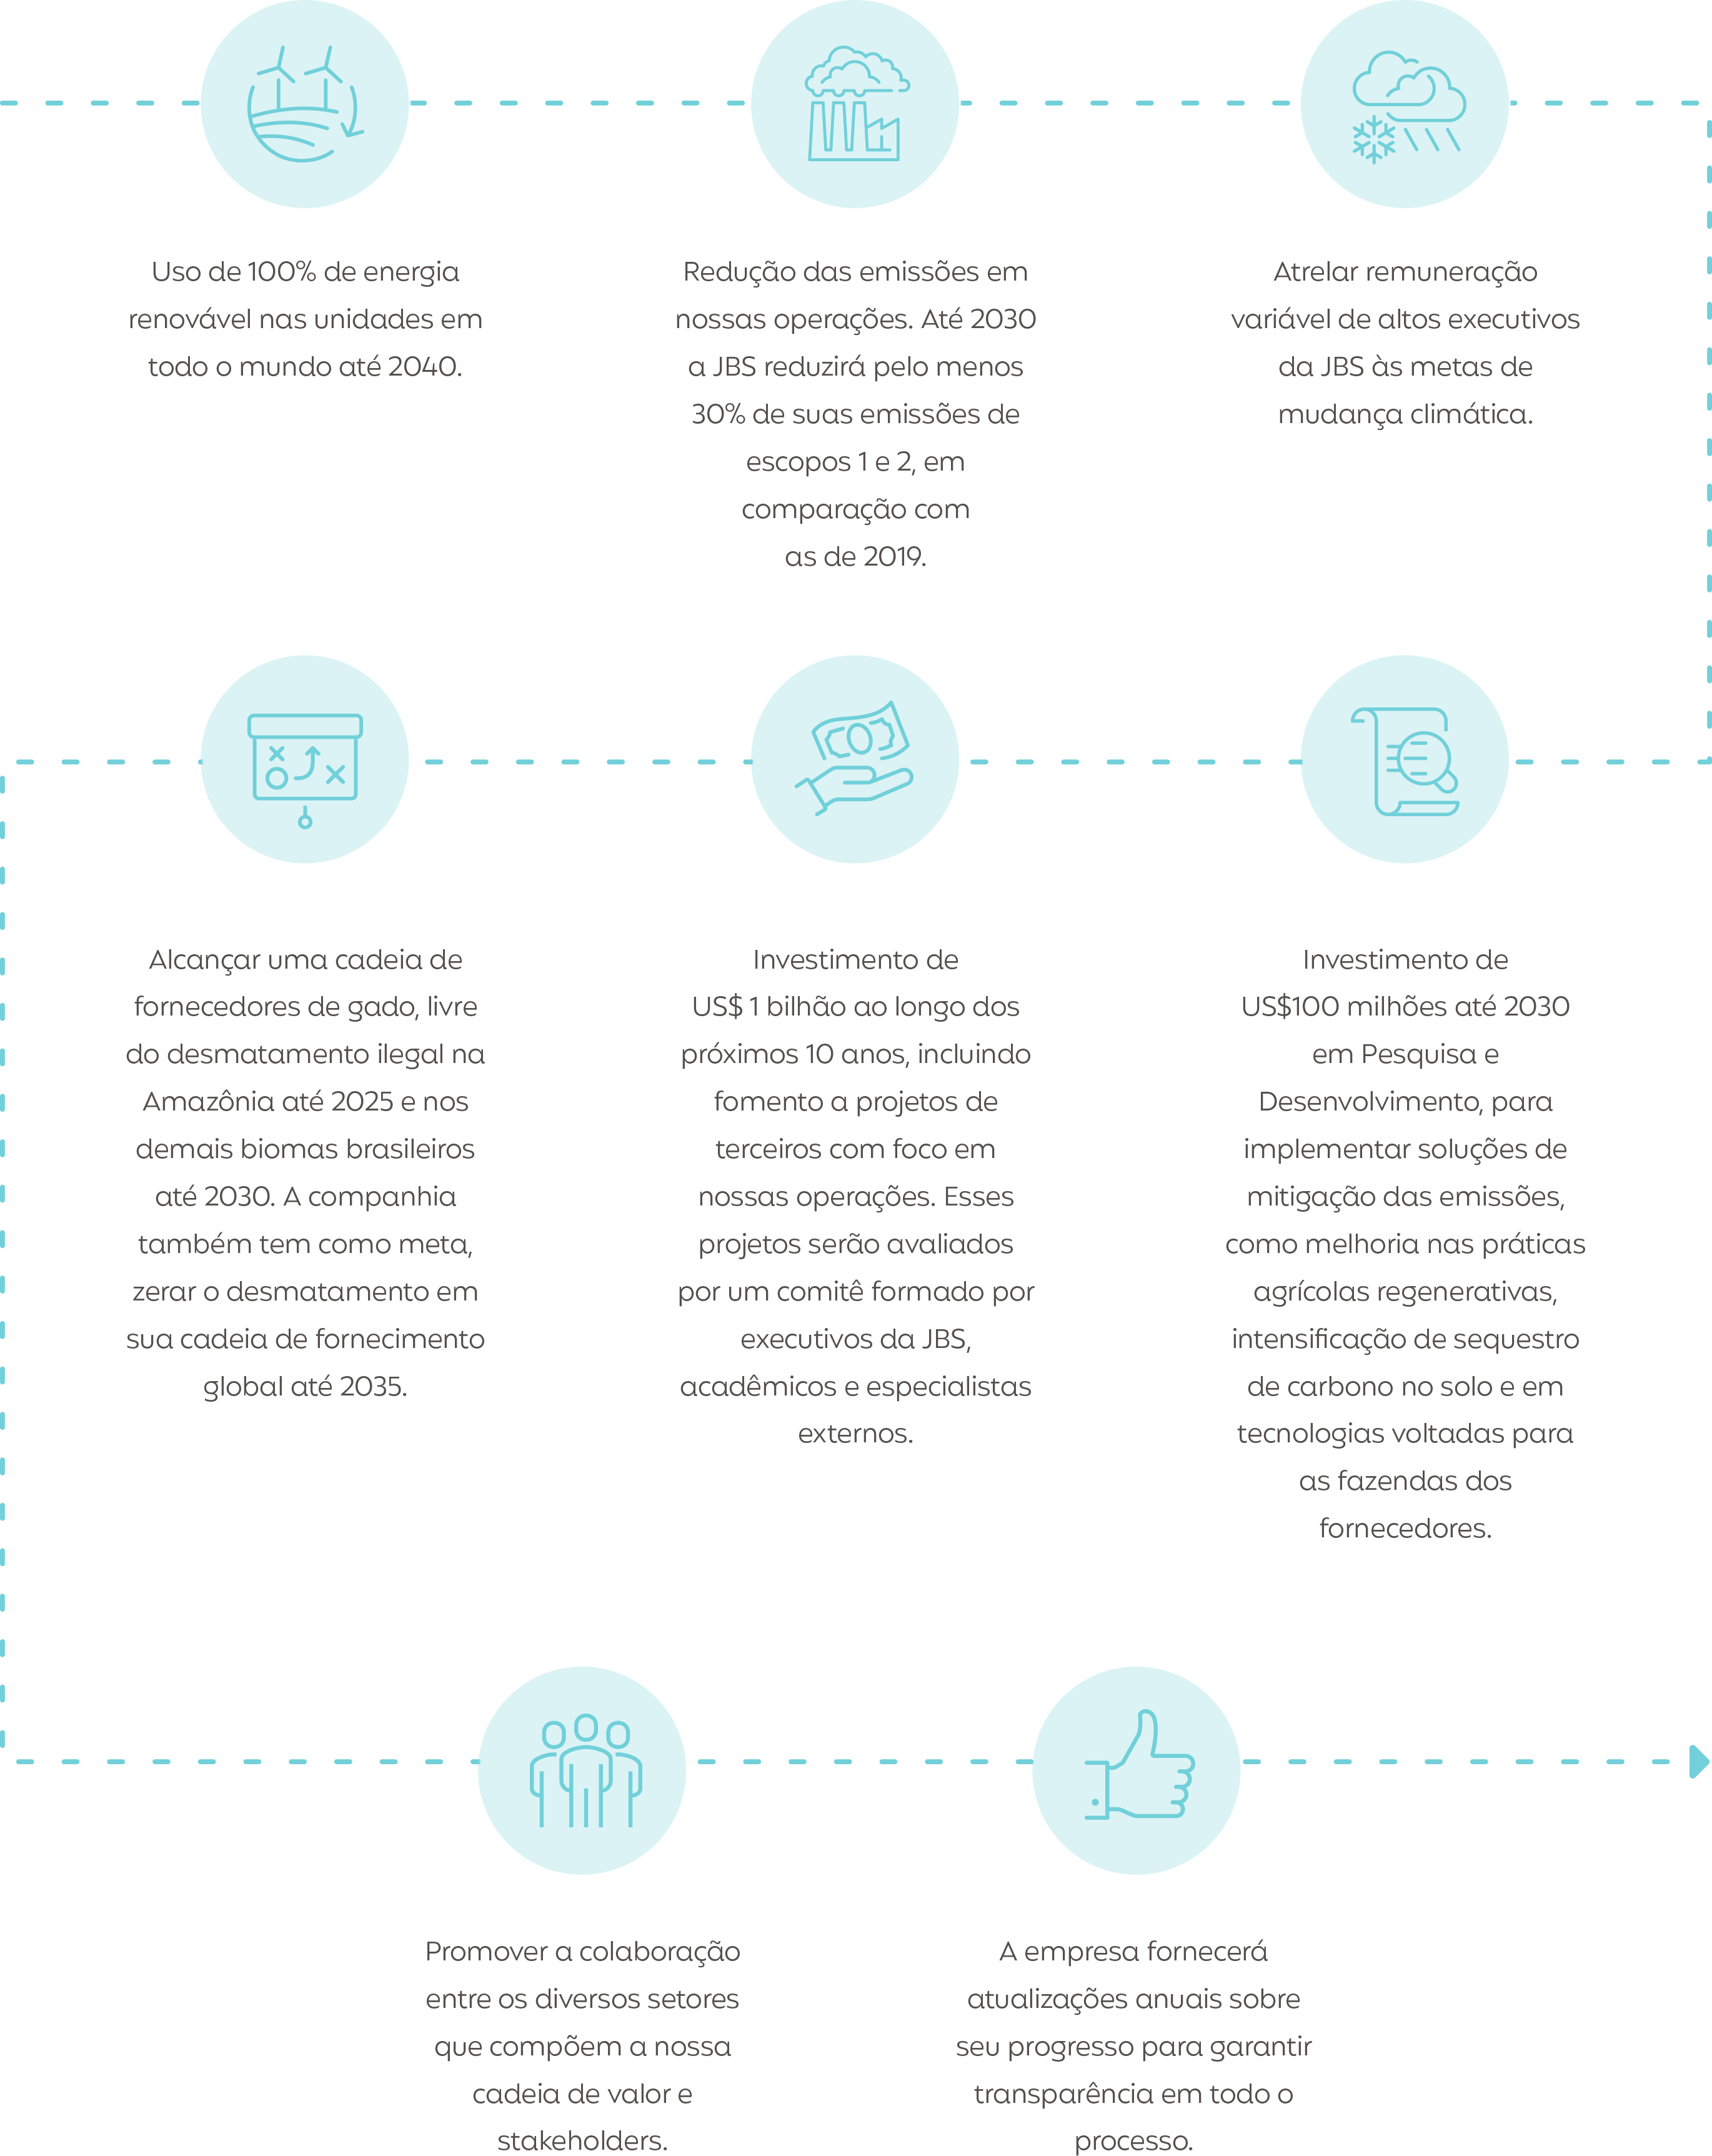 Uso de 100% de energia
renovável nas unidades em
todo o mundo até 2040.
Redução das emissões em
nossas operações. Até 2030
a JBS reduzirá pelo menos
30% de suas emissões de
escopos 1 e 2, em
comparação com
as de 2019.
Atrelar remuneração
variável de altos executivos
da JBS às metas de
mudança climática.
Alcançar uma cadeia de
fornecedores de gado, livre
do desmatamento ilegal na
Amazônia até 2025 e nos
demais biomas brasileiros
até 2030. A companhia
também tem como meta,
zerar o desmatamento em
sua cadeia de fornecimento
global até 2035.
Investimento de
US$ 1 bilhão ao longo dos
próximos 10 anos, incluindo
fomento a projetos de
terceiros com foco em
nossas operações. Esses
projetos serão avaliados
por um comitê formado por
executivos da JBS,
acadêmicos e especialistas
externos.
Investimento de
US$100 milhões até 2030
em Pesquisa e
Desenvolvimento, para
implementar soluções de
mitigação das emissões,
como melhoria nas práticas
agrícolas regenerativas,
intensificação de sequestro
de carbono no solo e em
tecnologias voltadas para
as fazendas dos
fornecedores.
Promover a colaboração
entre os diversos setores
que compõem a nossa
cadeia de valor e
stakeholders.
A empresa fornecerá
atualizações anuais sobre
seu progresso para garantir
transparência em todo o
processo.